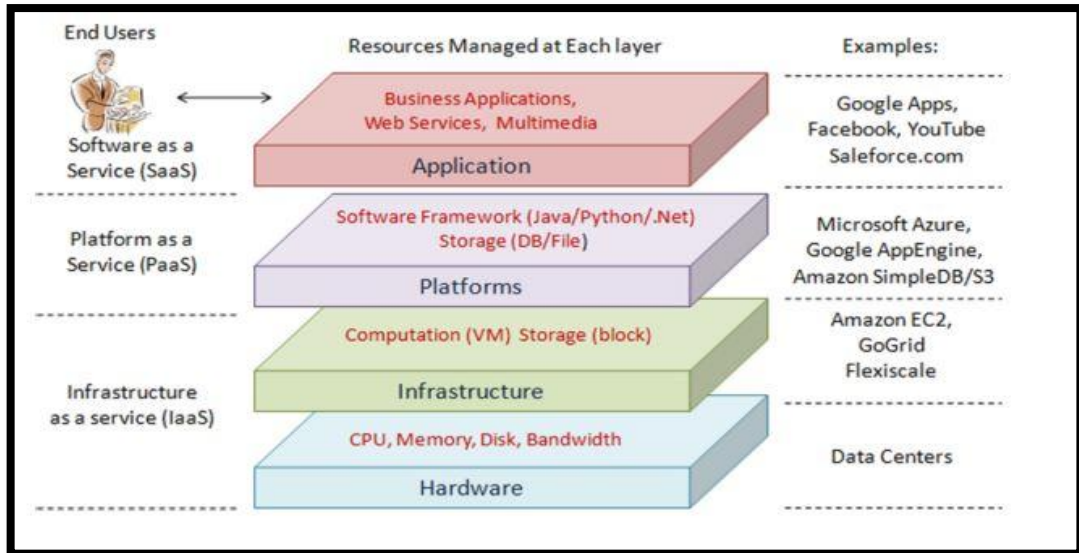 End Users
Resources Managed at Each layer
Examples:
Business Applications,
Web Services, Multimedia
Application
Software as a
Service (SaaS)
Google Apps,
Facebook, YouTube
Saleforce.com
Software Framework (Java/Python/.Net)
Storage (DB/File)
Platforms
Platform as a
Service (PaaS)
Microsoft Azure,
Google AppEngine,
Amazon SimpleDB/S3
Computation (VM) Storage (block)
Infrastructure
Amazon EC2,
GoGrid
Flexiscale
Infrastructure
as a service (IaaS)
CPU, Memory, Disk, Bandwidth
Hardware
Data Centers